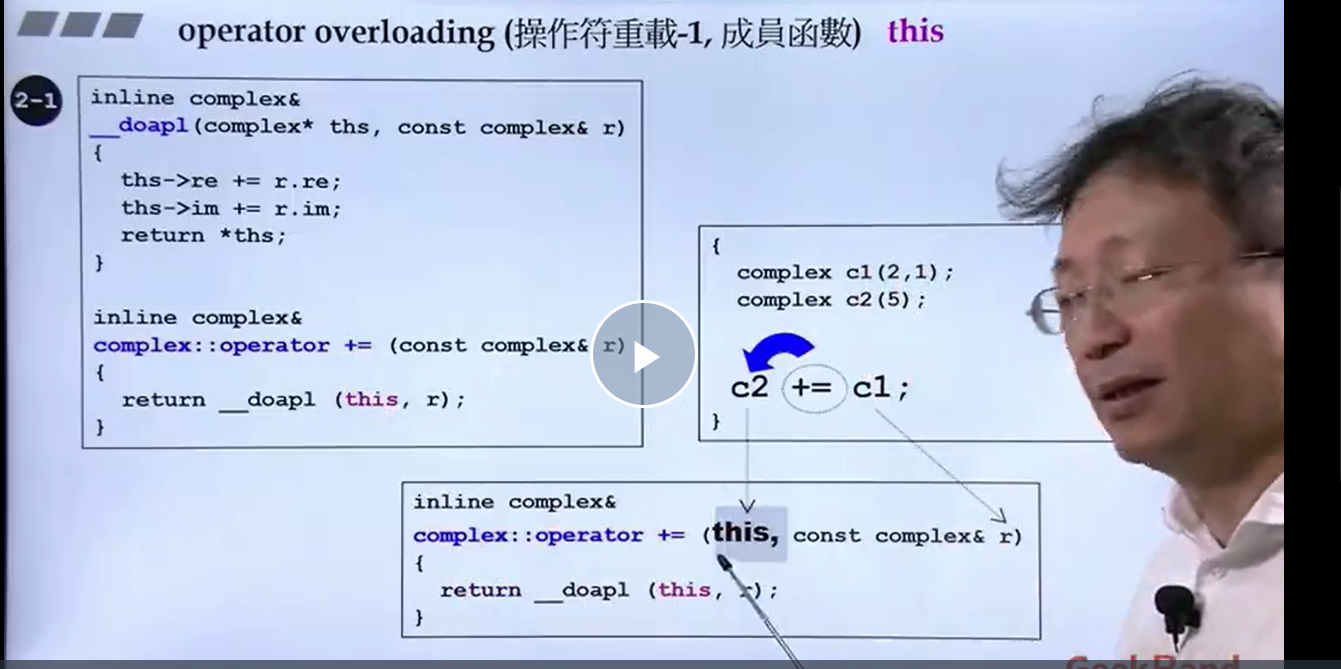 operator overloading (操作符重載-1, 成員函數) this
2-1
inline complex&
__doapl(complex* ths, const complex& r)
{
ths->re += r.re;
ths->im += r.im;
return *ths;
}
inline complex&
complex::operator += (const complex& r)
{
return __doapl (this, r);
}
{
complex c1(2,1);
complex c2(5);
c2 += c1;
}
inline complex&
complex::operator += (this, const complex& r)
{
return __doapl (this, r);
}